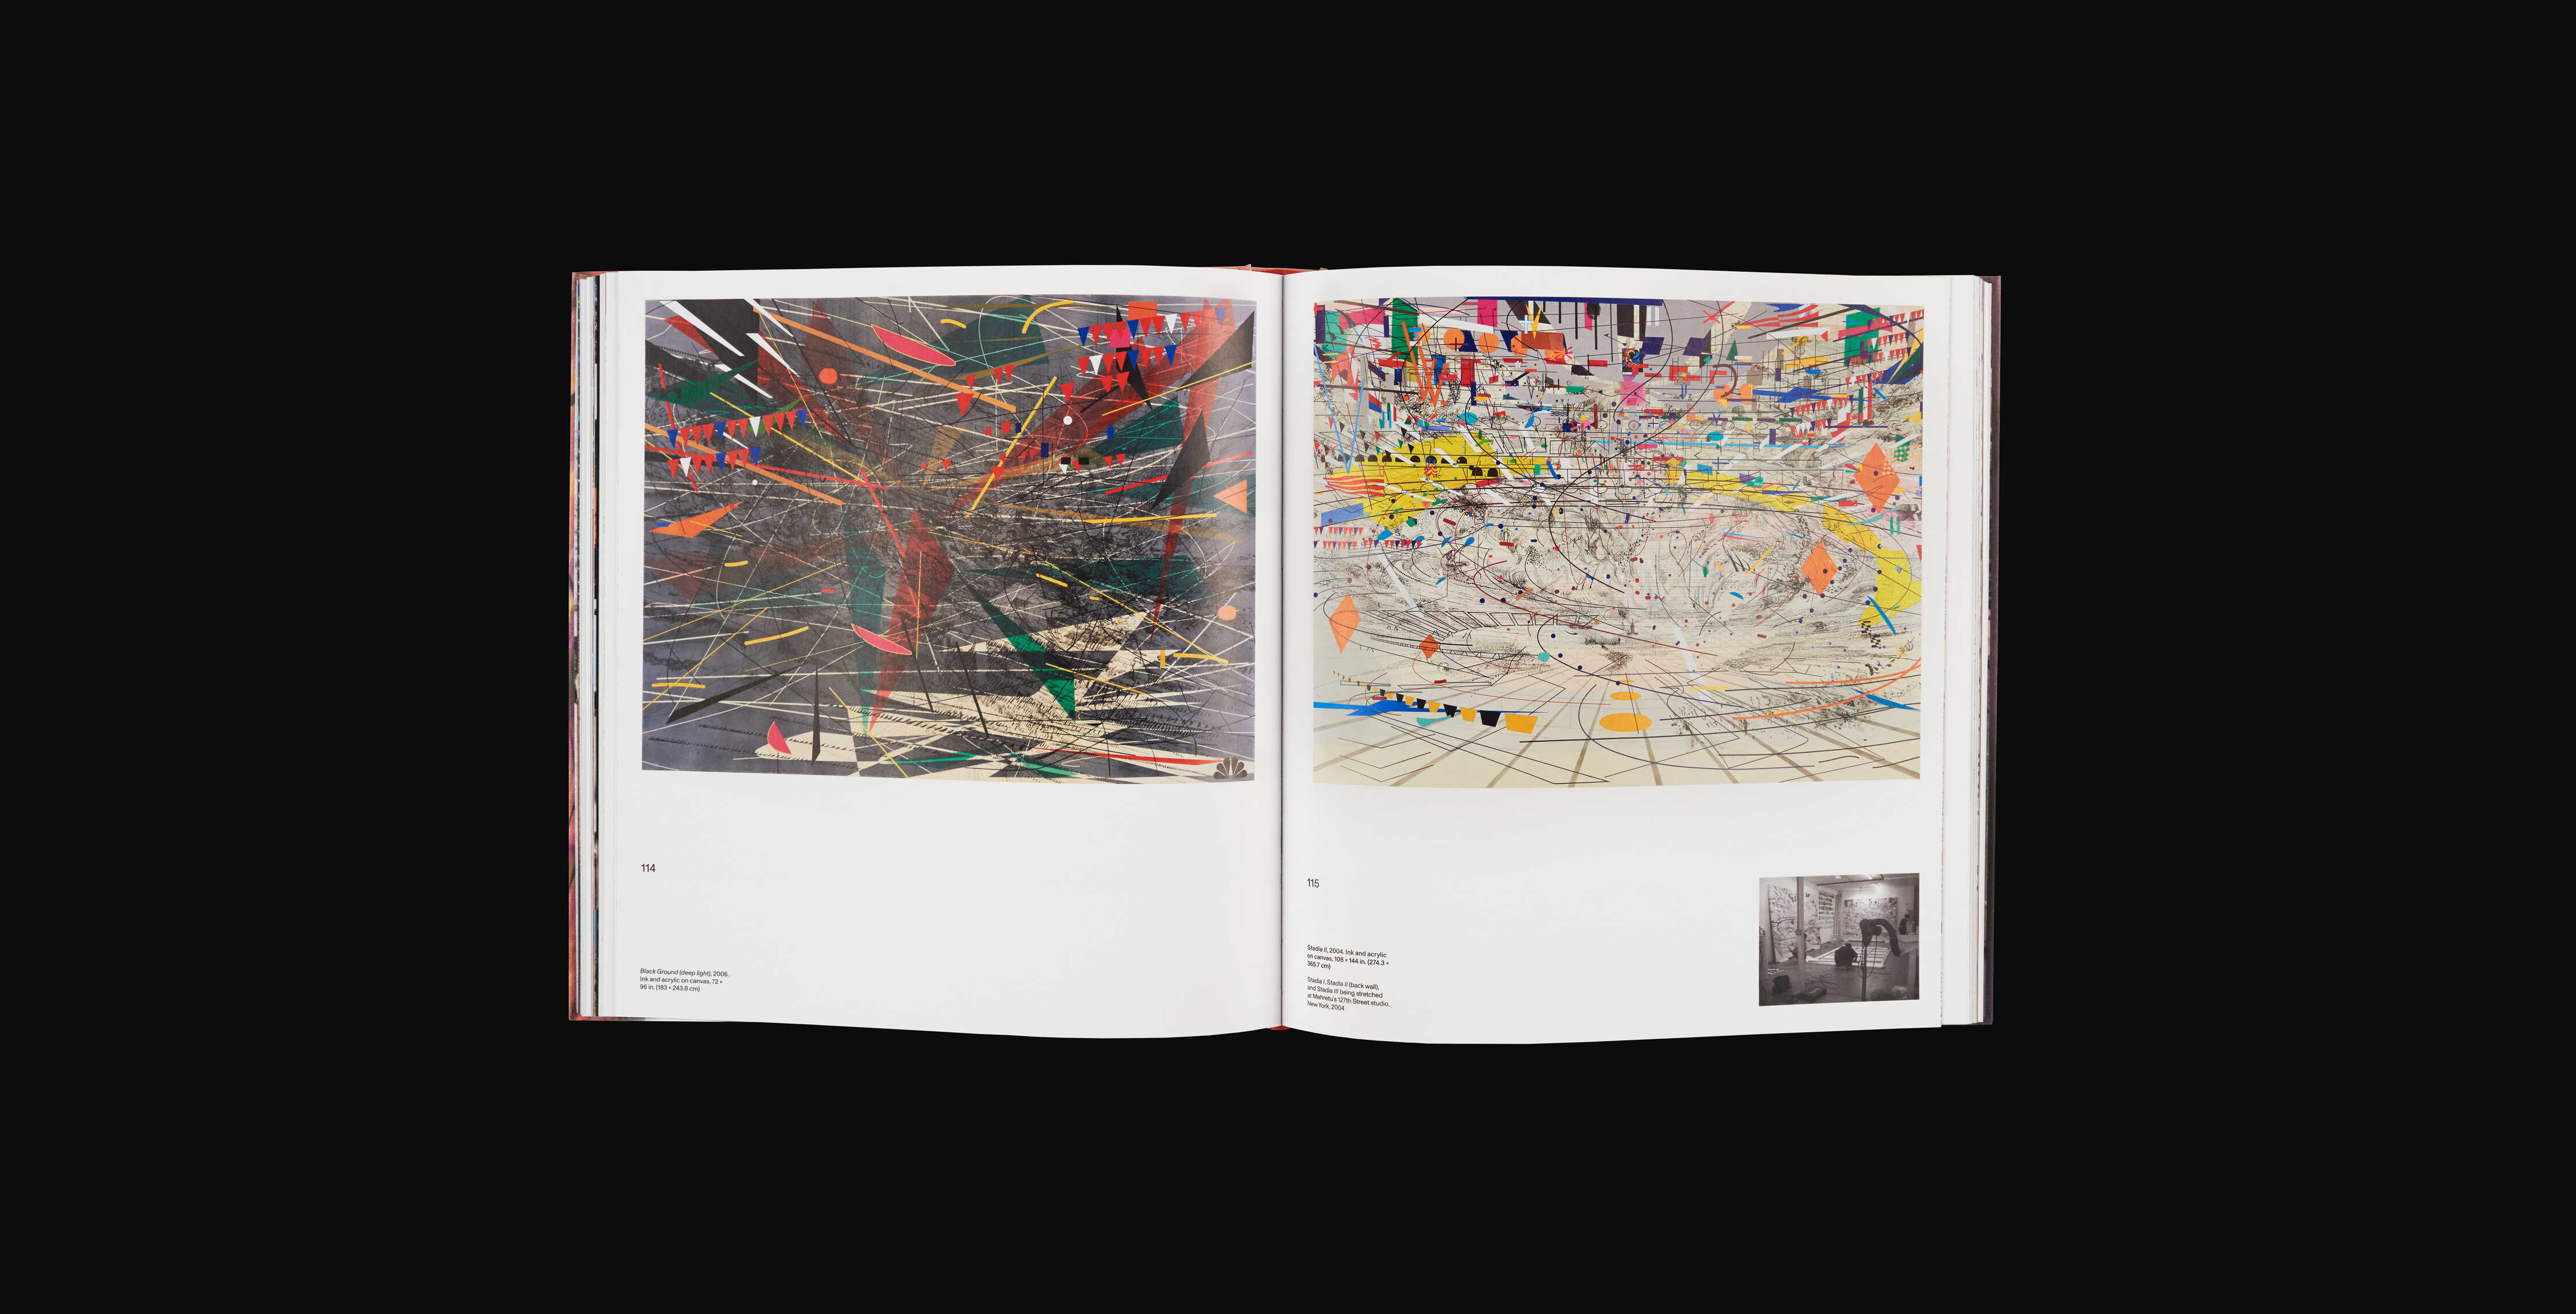 114
Black Ground (deep light), 2006.
Ink and acrylic on canvas, 72 ×
96 in. (183 × 243.8 cm)
115
Stadia II, 2004. Ink and acrylic
on canvas, 108 × 144 in. (274.3 ×
365.7 cm)
Stadia I, Stadia II (back wall),
and Stadia III being stretched
at Mehretu's 127th Street studio,
New York, 2004